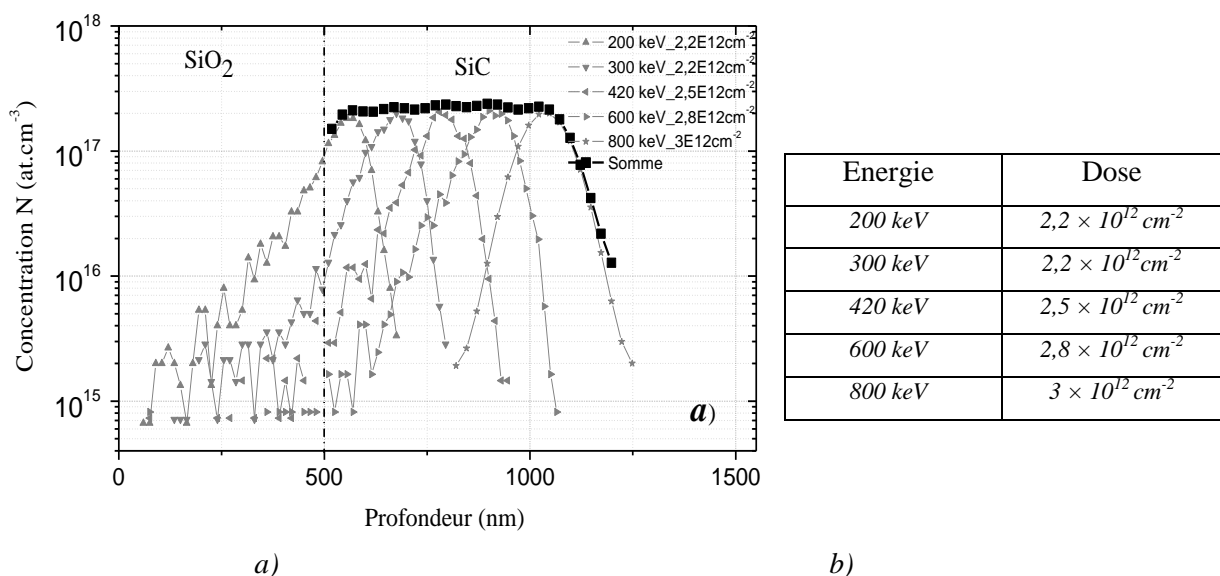 10^18
10^17
10^16
10^15
Concentration N (at.cm^-3)
SiO2
SiC
200 keV_2,2E12cm^-2
300 keV_2,2E12cm^-2
420 keV_2,5E12cm^-2
600 keV_2,8E12cm^-2
800 keV_3E12cm^-2
Somme
a)
0 500 1000 1500
Profondeur (nm)
Energie Dose
200 keV 2,2 × 10^12 cm^-2
300 keV 2,2 × 10^12 cm^-2
420 keV 2,5 × 10^12 cm^-2
600 keV 2,8 × 10^12 cm^-2
800 keV 3 × 10^12 cm^-2
a) b)